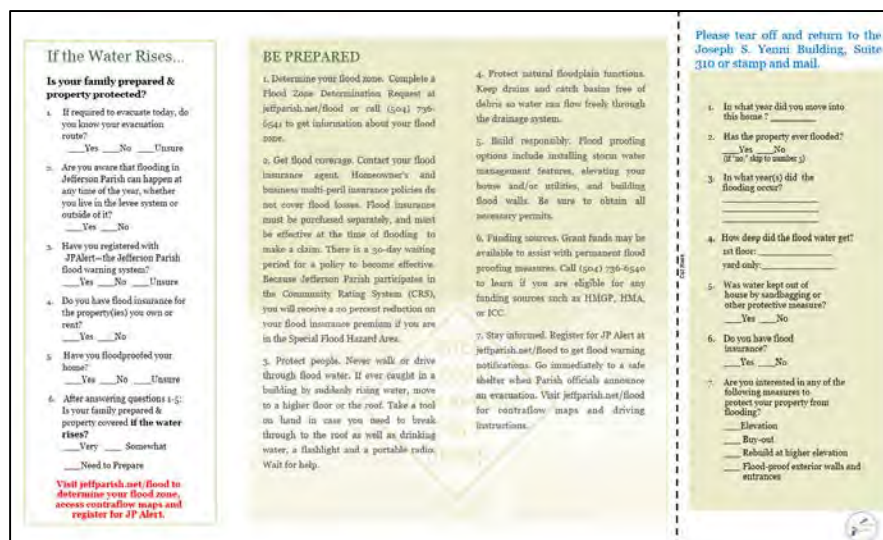 If the Water Rises...
Is your family prepared &
property protected?
1. If required to evacuate today, do
you know your evacuation
route?
___Yes ___No ___Unsure
2. Are you aware that flooding in
Jefferson Parish can happen at
any time of the year, whether
you live in the levee system or
outside of it?
___Yes ___No
3. Have you registered with
JPAlert—the Jefferson Parish
flood warning system?
___Yes ___No ___Unsure
4. Do you have flood insurance for
the property(ies) you own or
rent?
___Yes ___No
5 Have you floodproofed your
home?
___Yes ___No ___Unsure
6. After answering questions 1-5:
Is your family prepared &
property covered if the water
rises?
___Very ___ Somewhat
___Need to Prepare
Visit jeffparish.net/flood to
determine your flood zone,
access contraflow maps and
register for JP Alert.
BE PREPARED
1. Determine your flood zone. Complete a
Flood Zone Determination Request at
jeffparish.net/flood or call (504) 736-
6541 to get information about your flood
zone.
2. Get flood coverage. Contact your flood
insurance agent. Homeowner's and
business multi-peril insurance policies do
not cover flood losses. Flood insurance
must be purchased separately, and must
be effective at the time of flooding to
make a claim. There is a 30-day waiting
period for a policy to become effective.
Because Jefferson Parish participates in
the Community Rating System (CRS),
you will receive a 20 percent reduction on
your flood insurance premium if you are
in the Special Flood Hazard Area.
3. Protect people. Never walk or drive
through flood water. If ever caught in a
building by suddenly rising water, move
to a higher floor or the roof. Take a tool
on hand in case you need to break
through to the roof as well as drinking
water, a flashlight and a portable radio.
Wait for help.
4. Protect natural floodplain functions.
Keep drains and catch basins free of
debris so water can flow freely through
the drainage system.
5. Build responsibly. Flood proofing
options include installing storm water
management features, elevating your
house and/or utilities, and building
flood walls. Be sure to obtain all
necessary permits.
6. Funding sources. Grant funds may be
available to assist with permanent flood
proofing measures. Call (504) 736-6540
to learn if you are eligible for any
funding sources such as HMGP, HMA,
or ICC.
7. Stay informed. Register for JP Alert at
jeffparish.net/flood to get flood warning
notifications. Go immediately to a safe
shelter when Parish officials announce
an evacuation. Visit jeffparish.net/flood
for contraflow maps and driving
instructions.
Please tear off and return to the
Joseph S. Yenni Building, Suite
310 or stamp and mail.
1. In what year did you move into
this home ? __________
2. Has the property ever flooded?
___Yes ___No
(if "no," skip to number 5)
3. In what year(s) did the
flooding occur?
4. How deep did the flood water get?
1st floor:
yard only:
5. Was water kept out of
house by sandbagging or
other protective measure?
___Yes ___No
6. Do you have flood
insurance?
___Yes ___No
7. Are you interested in any of the
following measures to
protect your property from
flooding?
___Elevation
___ Buy-out
___ Rebuild at higher elevation
___ Flood-proof exterior walls and
entrances